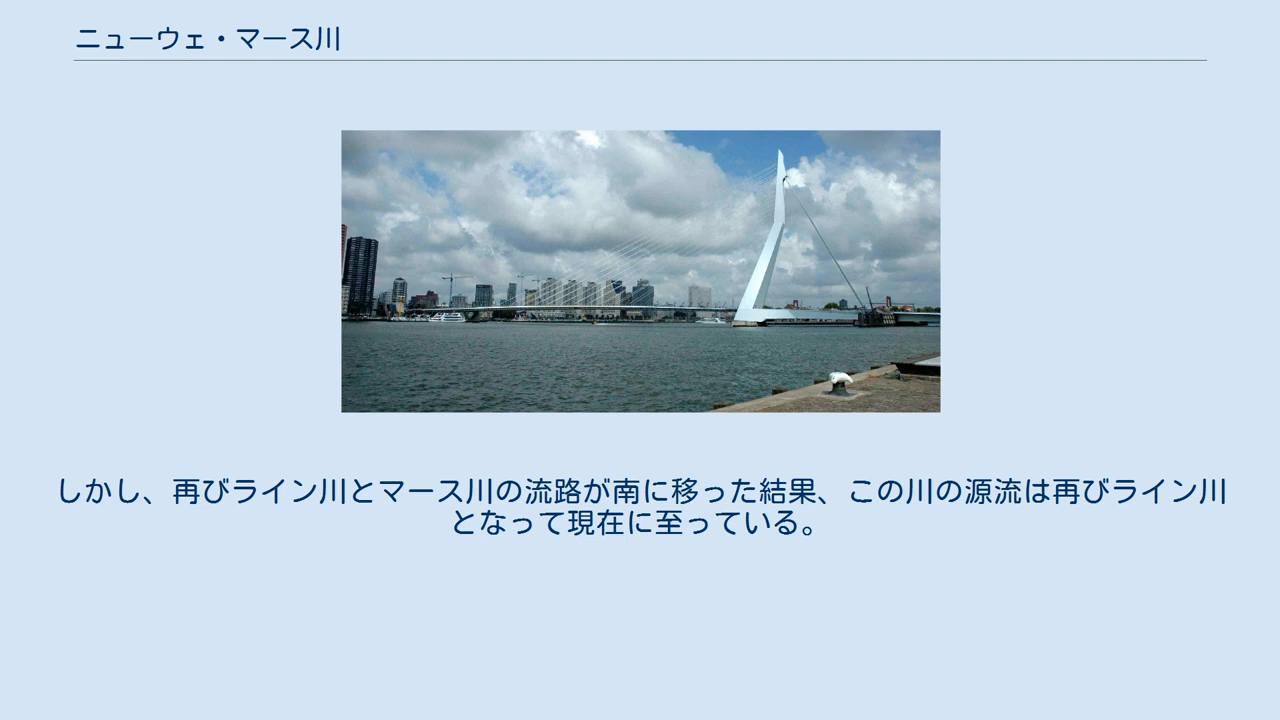 ニューウェ・マース川
しかし、再びライン川とマース川の流路が南に移った結果、この川の源流は再びライン川
となって現在に至っている。